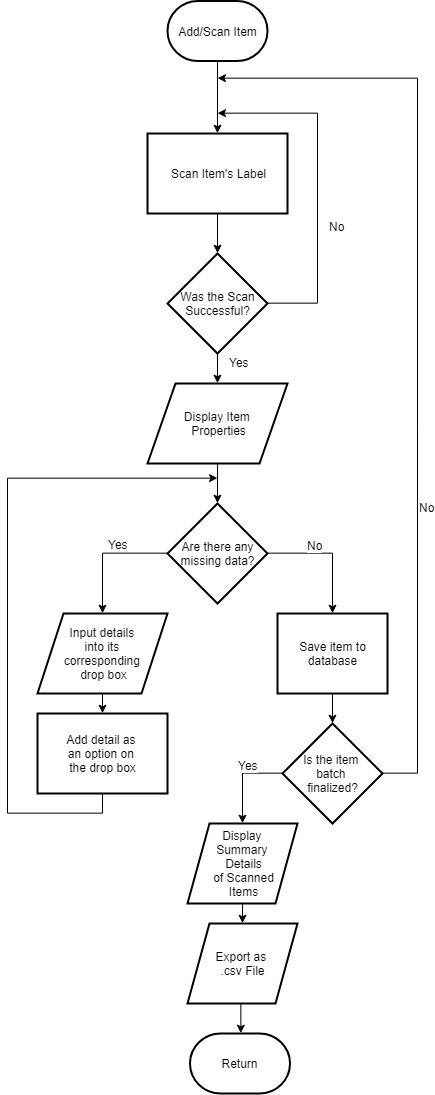 Add/Scan Item
Scan Item's Label
No
Was the Scan
Successful?
Yes
Display Item
Properties
No
Yes
Are there any
missing data?
No
Input details
into its
corresponding
drop box
Save item to
database
Add detail as
an option on
the drop box
Is the item
batch
finalized?
Yes
Display
Summary
Details
of Scanned
Items
Export as
.csv File
Return